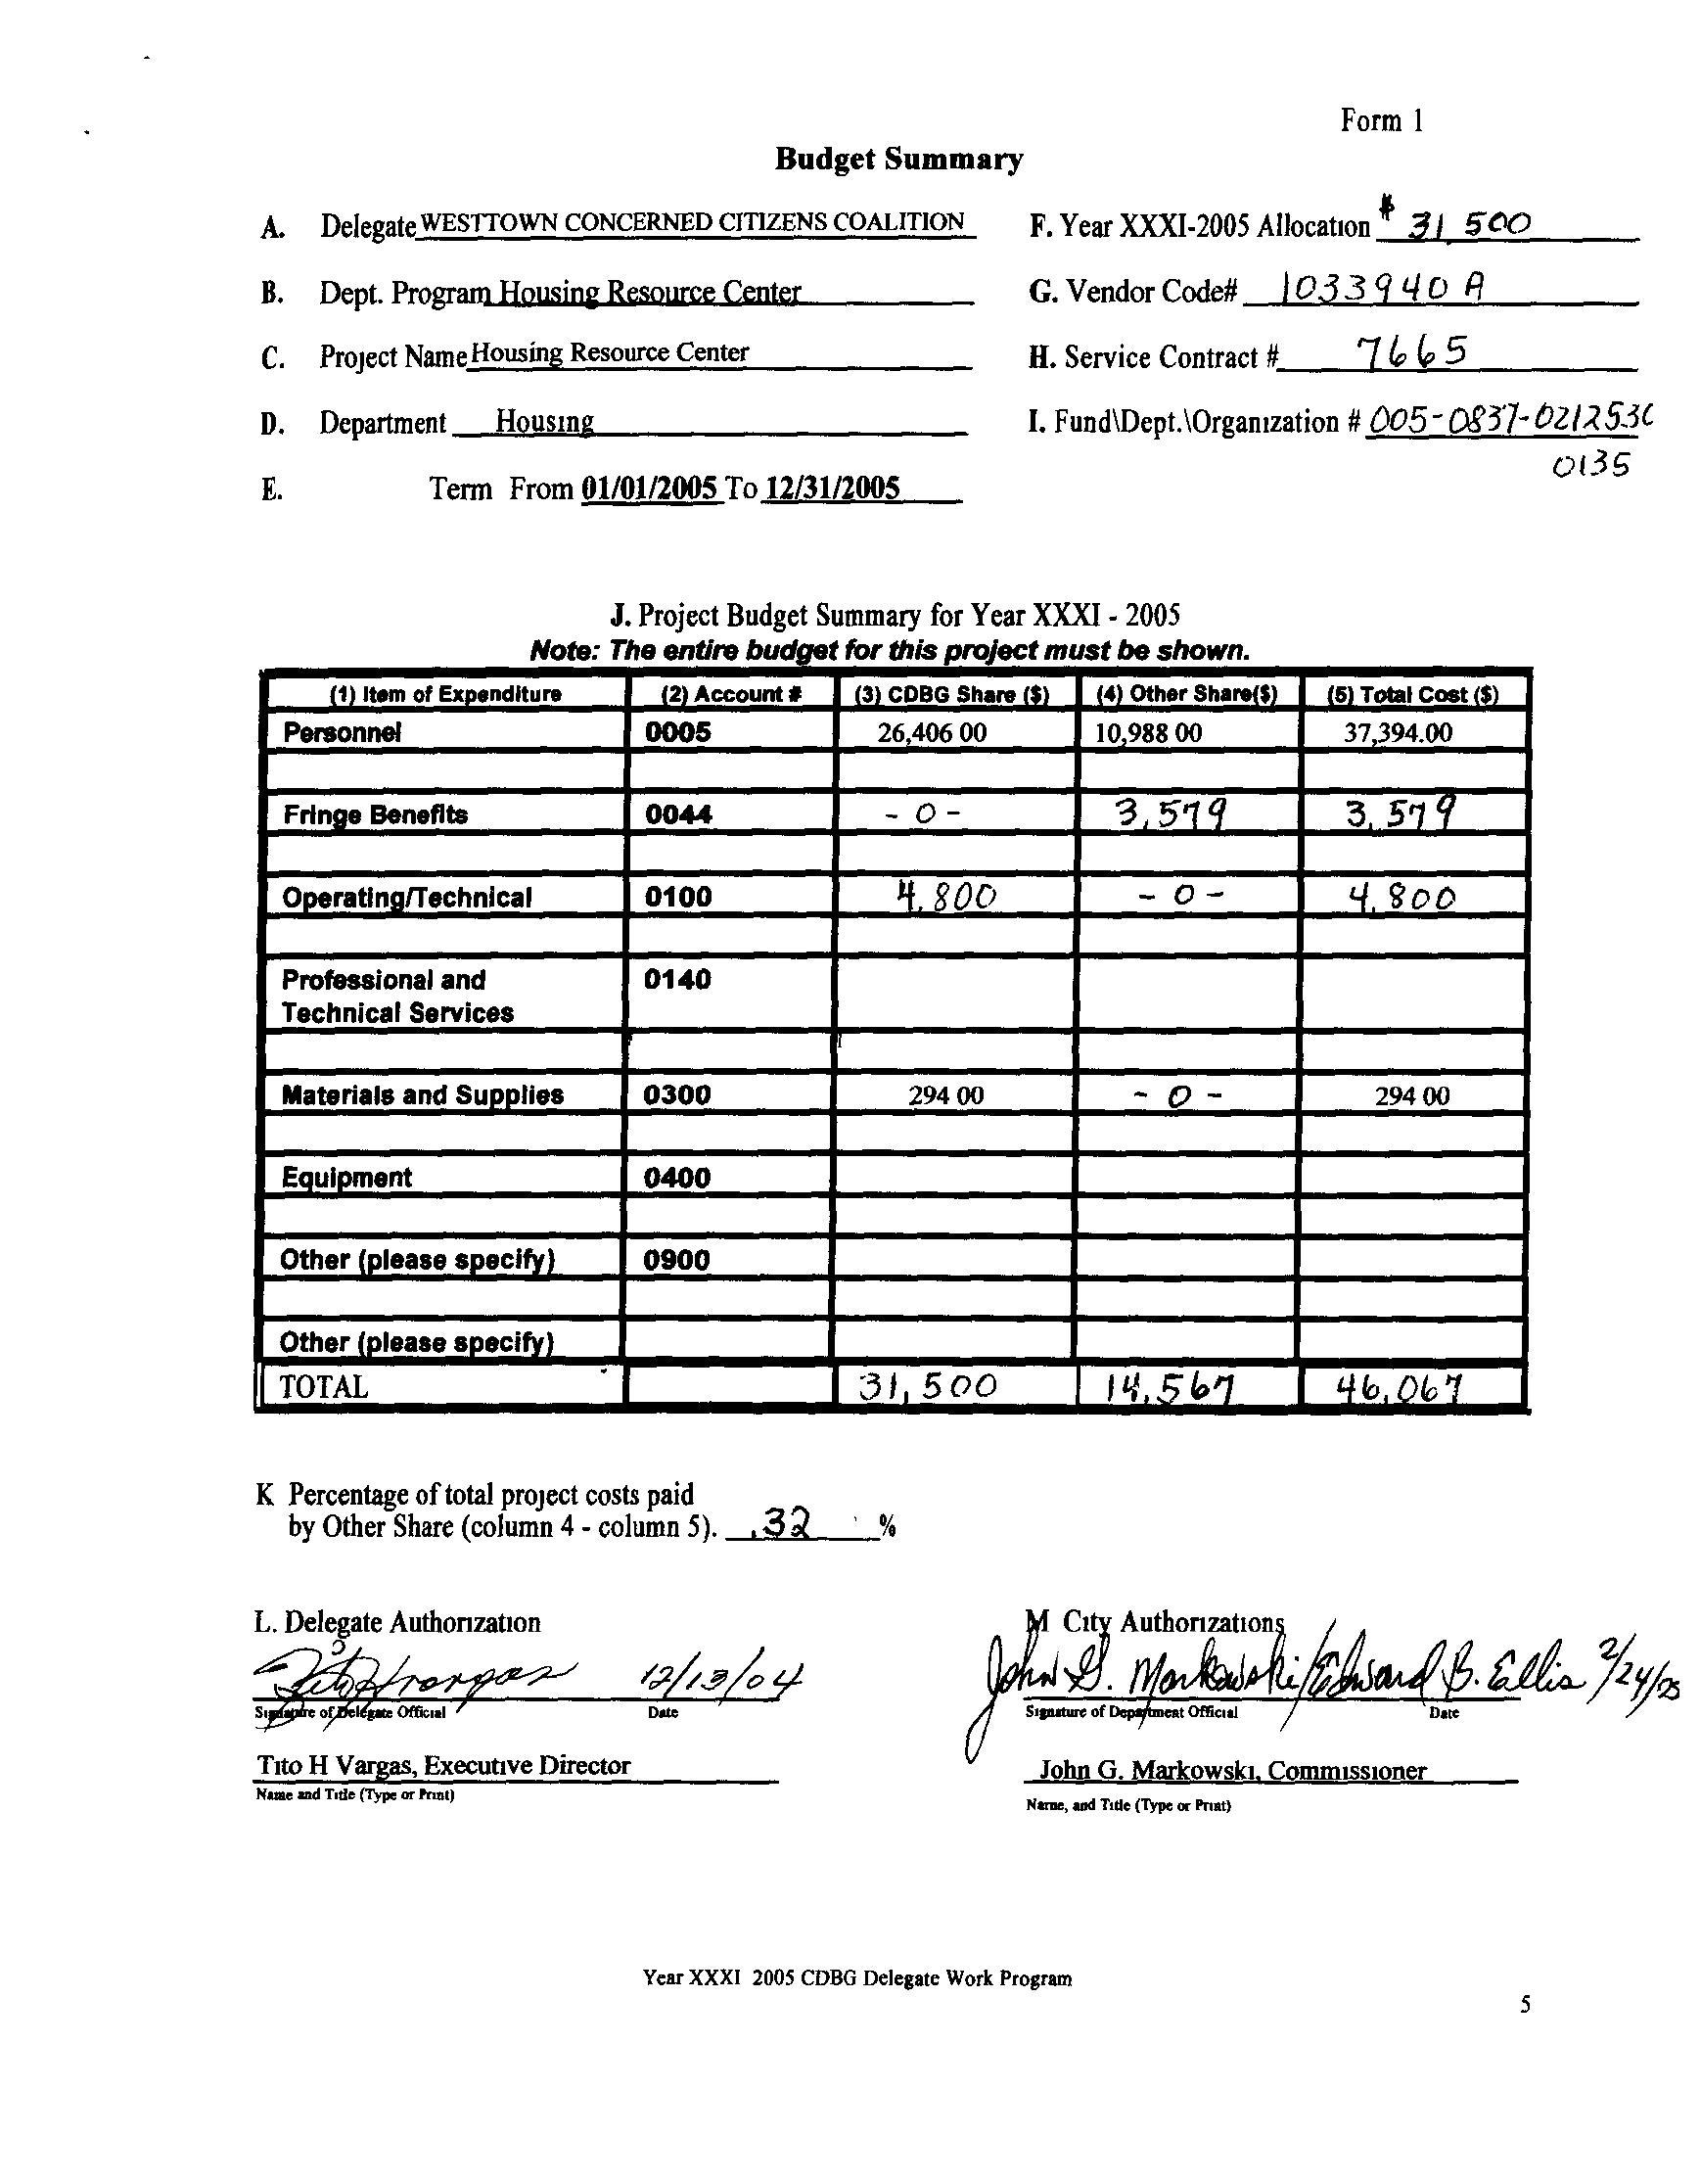 Form 1
Budget Summary
A. Delegate WESTTOWN CONCERNED CITIZENS COALITION
F. Year XXXI-2005 Allocation $ 31,500
B. Dept. Program Housing Resource Center
G. Vendor Code# 1033940 A
C. Project Name Housing Resource Center
H. Service Contract # 7665
D. Department Housing
I. Fund\Dept.\Organization # 005-0837-0212530
0135
E. Term From 01/01/2005 To 12/31/2005
J. Project Budget Summary for Year XXXI - 2005
Note: The entire budget for this project must be shown.
(1) Item of Expenditure (2) Account # (3) CDBG Share ($) (4) Other Share($) (5) Total Cost ($)
Personnel 0005 26,406 00 10,988 00 37,394.00
Fringe Benefits 0044 - 0 - 3,579 3,579
Operating/Technical 0100 4,800 - 0 - 4,800
Professional and 0140
Technical Services
Materials and Supplies 0300 294 00 - 0 - 294 00
Equipment 0400
Other (please specify) 0900
Other (please specify)
TOTAL 31,500 14,567 46,067
K Percentage of total project costs paid
by Other Share (column 4 - column 5). .32 %
L. Delegate Authorization
M City Authorizations
Tito H Vargas 12/13/04
John G. Markowski/Edward B. Ellis 2/24/05
Signature of Delegate Official Date
Signature of Department Official Date
Tito H Vargas, Executive Director
John G. Markowski, Commissioner
Name and Title (Type or Print)
Name, and Title (Type or Print)
Year XXXI 2005 CDBG Delegate Work Program
5